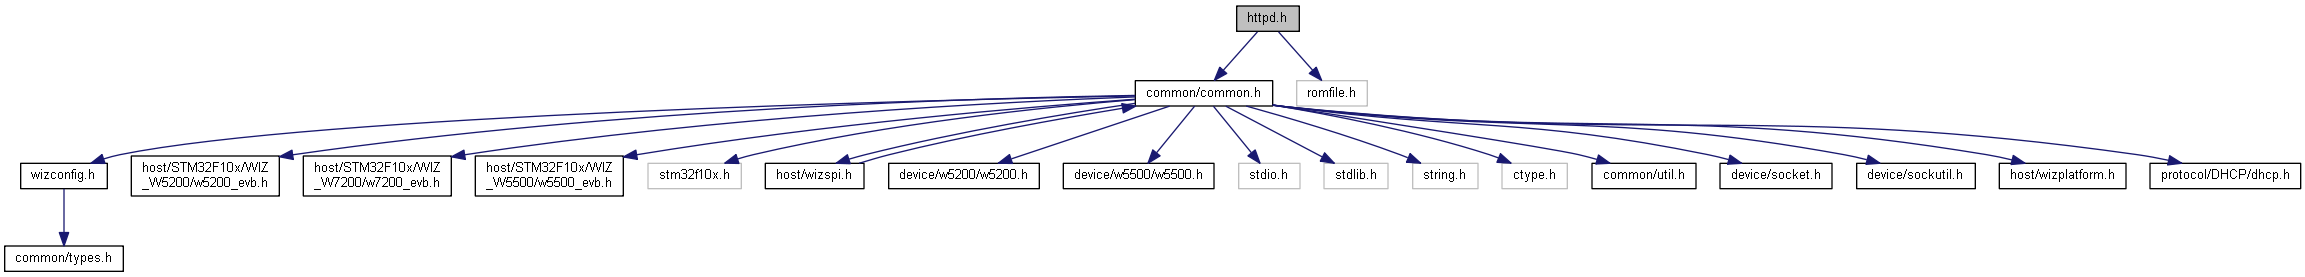 httpd.h
common/common.h
romfile.h
wizconfig.h
host/STM32F10x/WIZ
_W5200/w5200_evb.h
host/STM32F10x/WIZ
_W7200/w7200_evb.h
host/STM32F10x/WIZ
_W5500/w5500_evb.h
stm32f10x.h
host/wizspi.h
device/w5200/w5200.h
device/w5500/w5500.h
stdio.h
stdlib.h
string.h
ctype.h
common/util.h
device/socket.h
device/sockutil.h
host/wizplatform.h
protocol/DHCP/dhcp.h
common/types.h